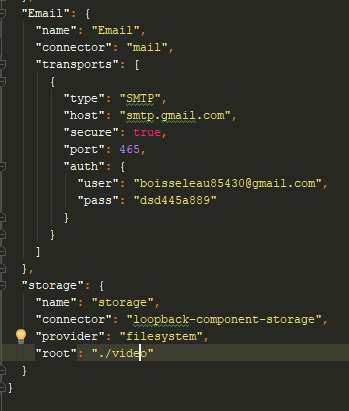 "Email": {
"name": "Email",
"connector": "mail",
"transports": [
{
"type": "SMTP",
"host": "smtp.gmail.com",
"secure": true,
"port": 465,
"auth": {
"user": "boisseleau85430@gmail.com",
"pass": "dsd445a889"
}
}
]
},
"storage": {
"name": "storage",
"connector": "loopback-component-storage",
"provider": "filesystem",
"root": "./video"
}
}